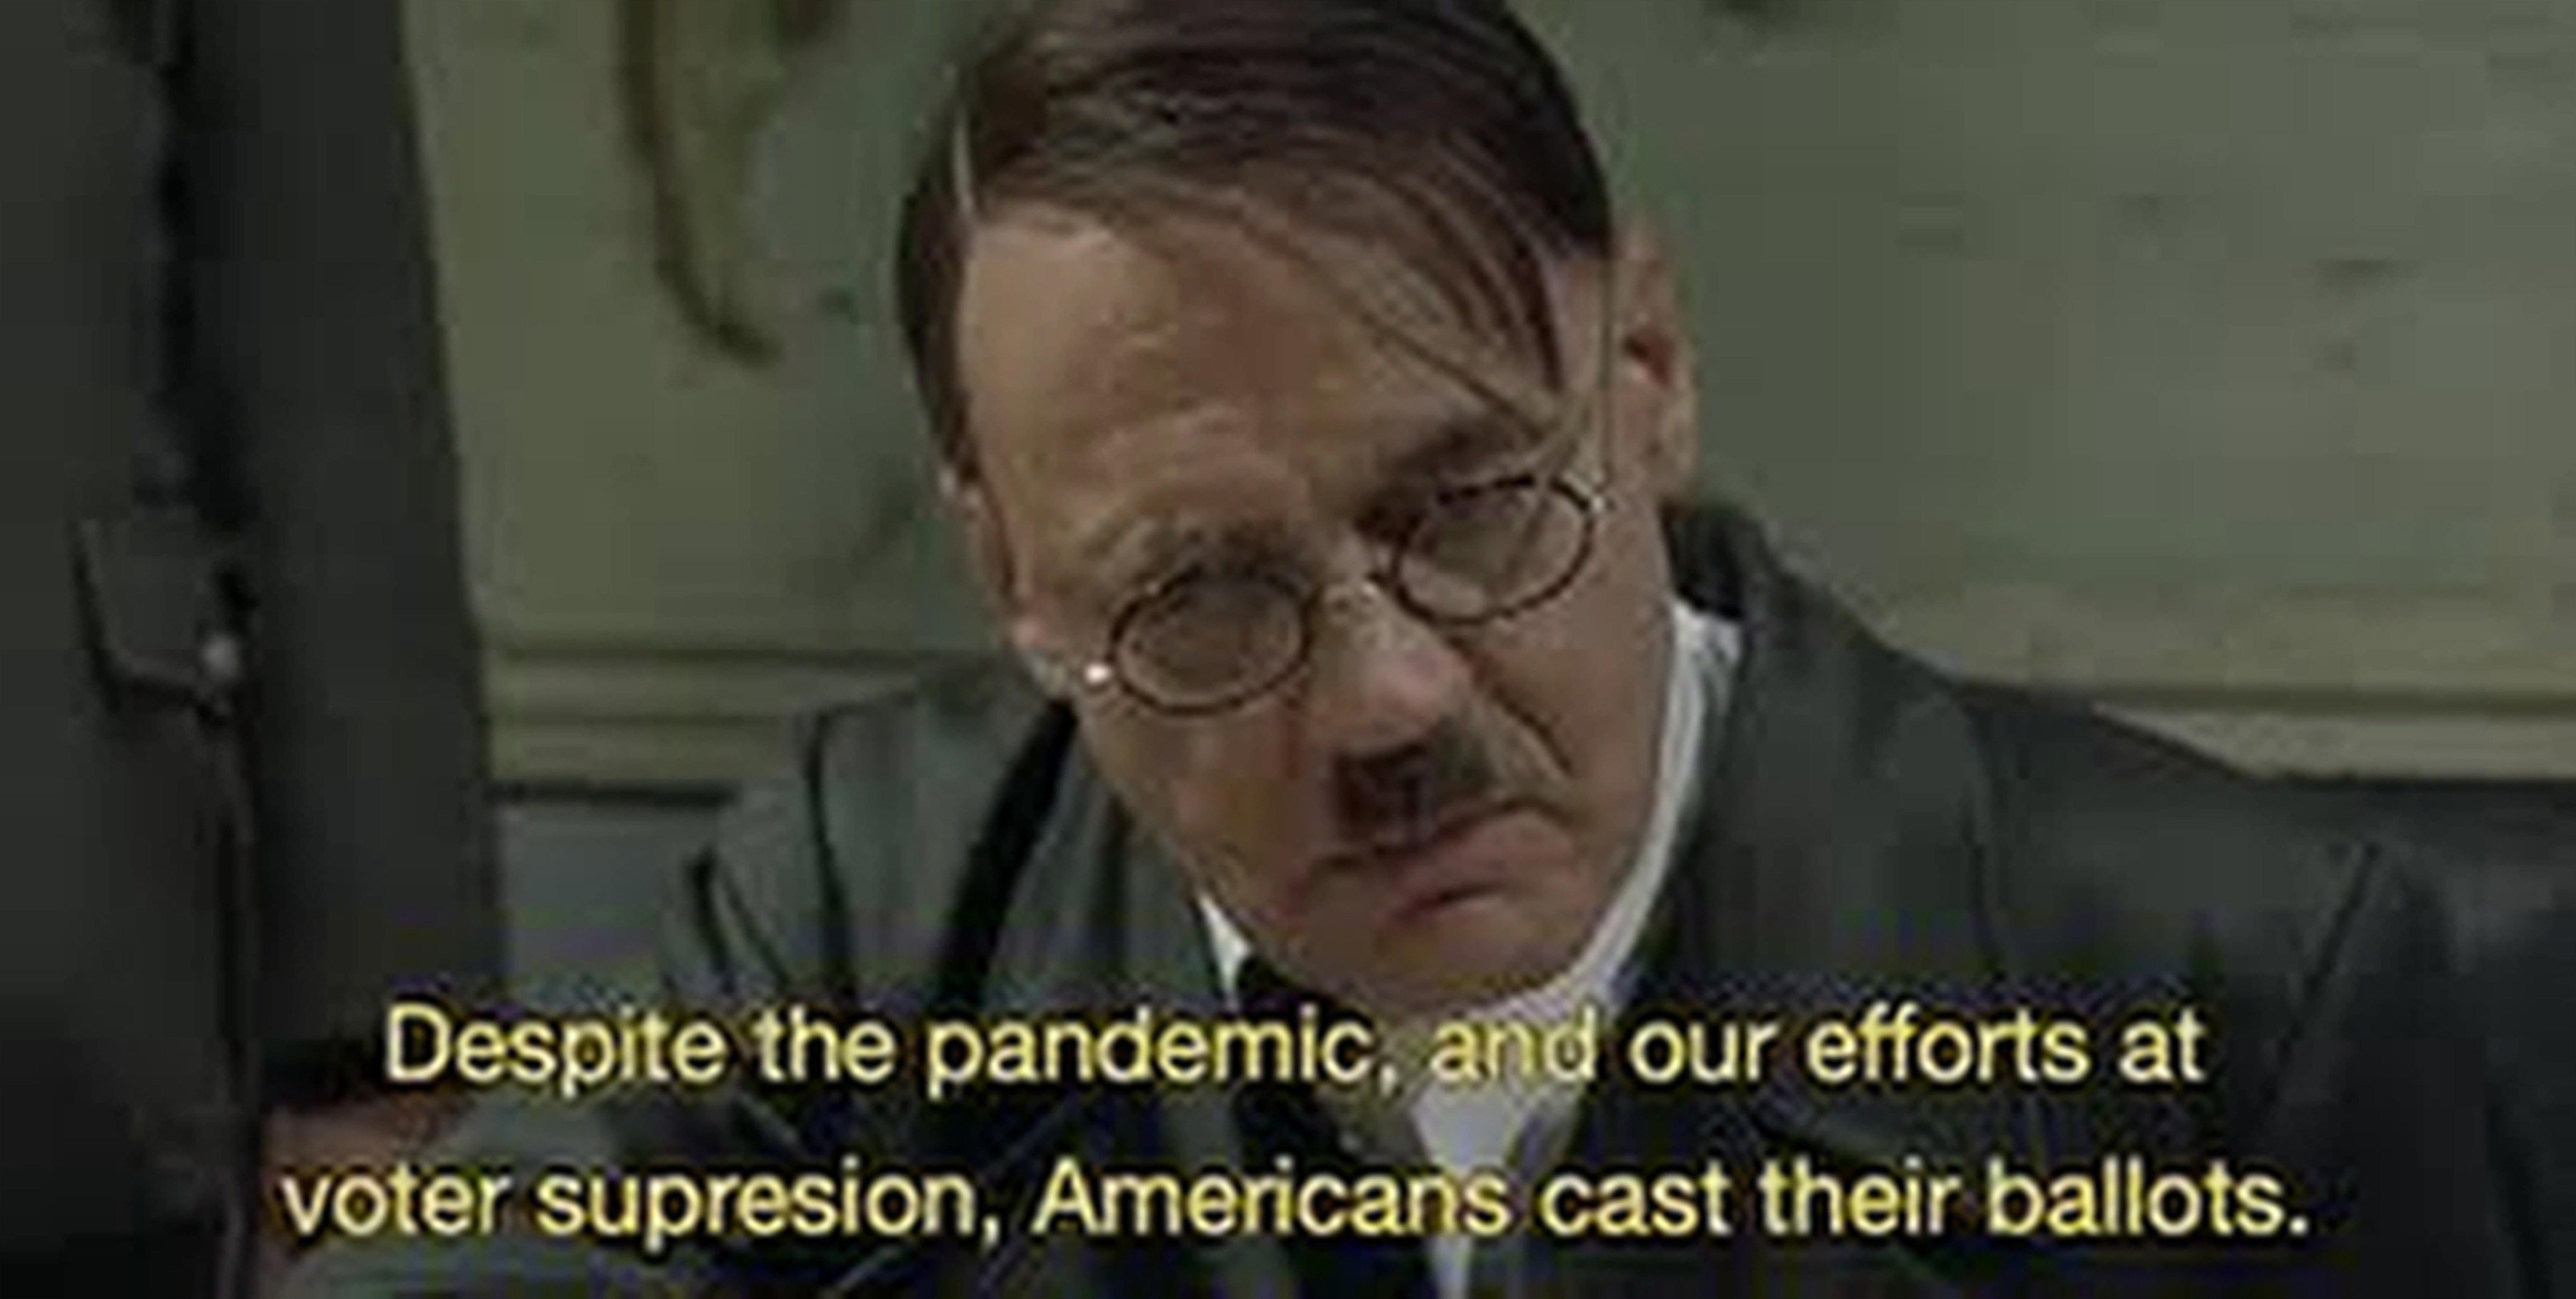 Despite the pandemic, and our efforts at
voter supresion, Americans cast their ballots.